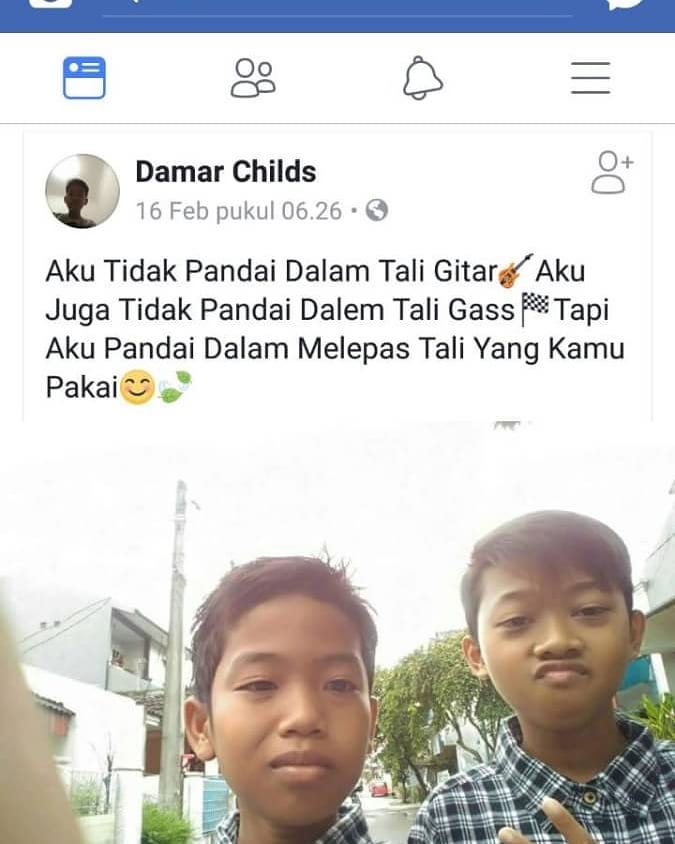 Damar Childs
16 Feb pukul 06.26 •
Aku Tidak Pandai Dalam Tali Gitar🎸Aku
Juga Tidak Pandai Dalem Tali Gass🏁Tapi
Aku Pandai Dalam Melepas Tali Yang Kamu
Pakai😊🍃